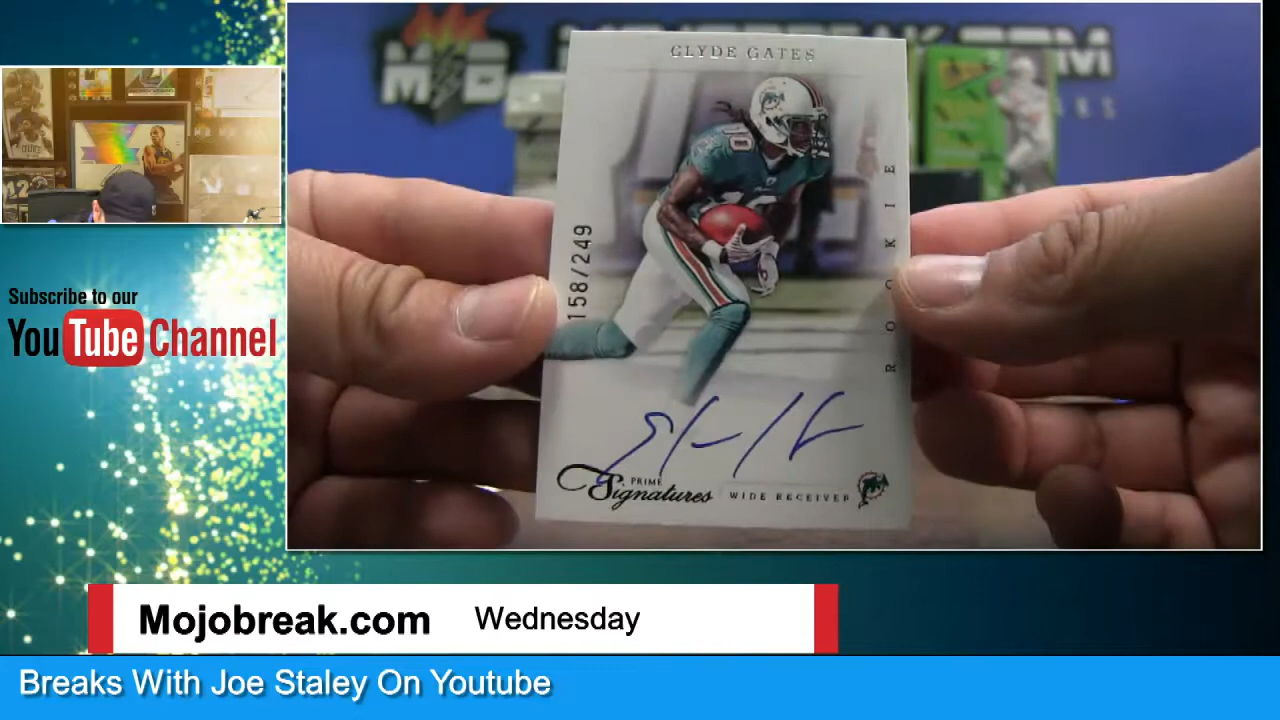 CLYDE GATES
158/249
ROOKIE
PRIME
Signatures
WIDE RECEIVER
Subscribe to our
YouTube Channel
Mojobreak.com Wednesday
Breaks With Joe Staley On Youtube